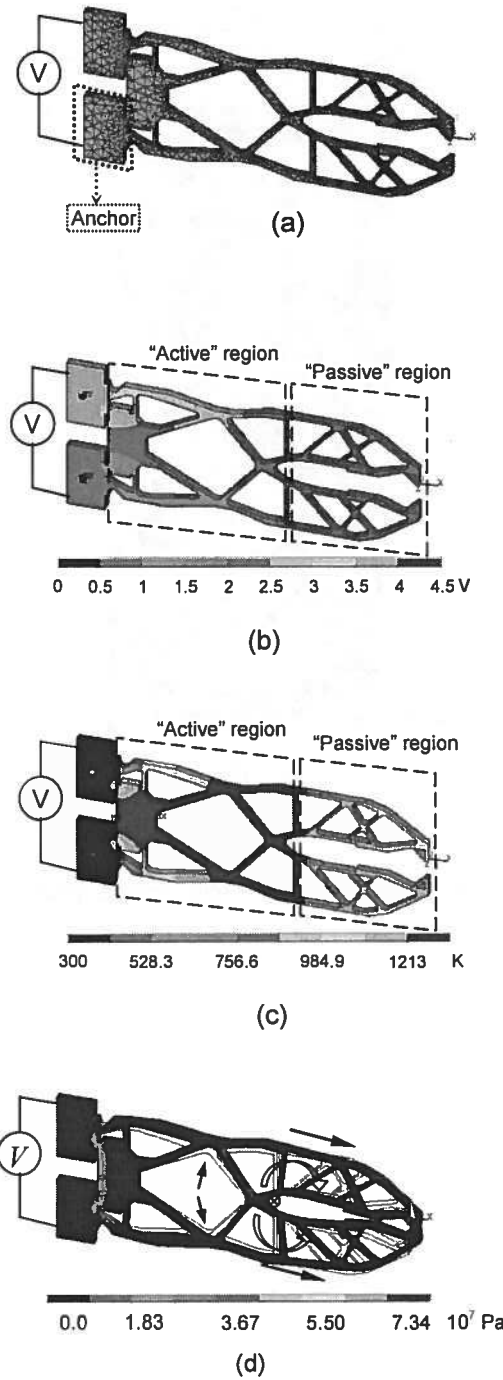 V
Anchor
X
(a)
"Active" region
"Passive" region
V
X
0 0.5 1 1.5 2 2.5 3 3.5 4 4.5 V
(b)
"Active" region
"Passive" region
V
300 528.3 756.6 984.9 1213 K
(c)
V
X
0.0 1.83 3.67 5.50 7.34 10⁷ Pa
(d)